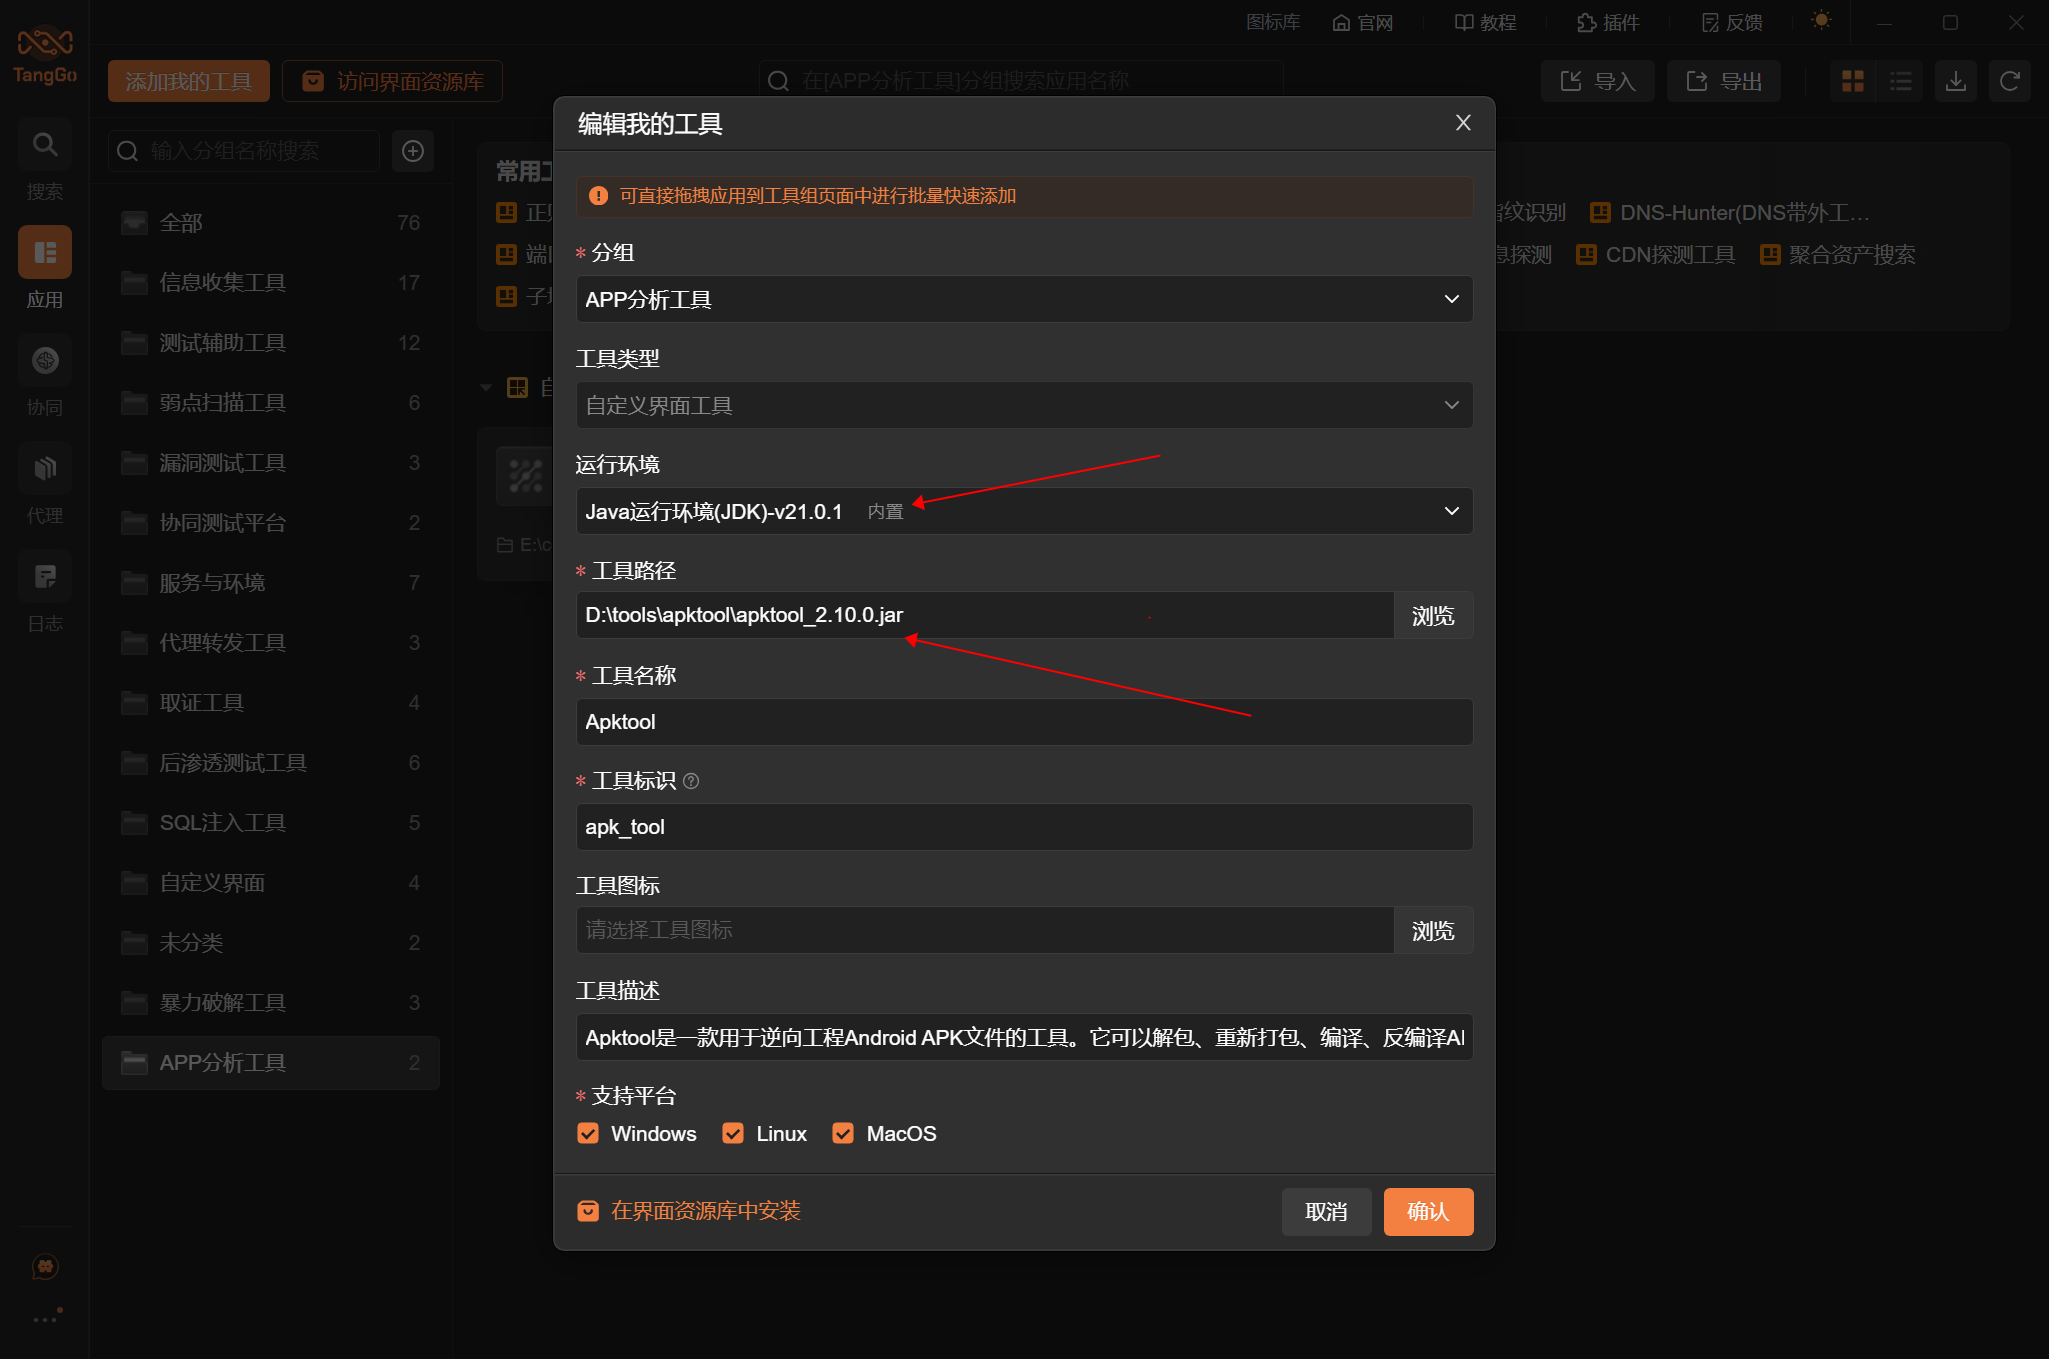 图标库
官网
教程
插件
反馈
TangGo
添加我的工具
访问界面资源库
在[APP分析工具]分组搜索应用名称
导入
导出
搜索
应用
协同
代理
日志
输入分组名称搜索
全部 76
信息收集工具 17
测试辅助工具 12
弱点扫描工具 6
漏洞测试工具 3
协同测试平台 2
服务与环境 7
代理转发工具 3
取证工具 4
后渗透测试工具 6
SQL注入工具 5
自定义界面 4
未分类 2
暴力破解工具 3
APP分析工具 2
常用
纹识别
DNS-Hunter(DNS带外工...
探测
CDN探测工具
聚合资产搜索
E:\c
编辑我的工具
可直接拖拽应用到工具组页面中进行批量快速添加
* 分组
APP分析工具
工具类型
自定义界面工具
运行环境
Java运行环境(JDK)-v21.0.1 内置
* 工具路径
D:\tools\apktool\apktool_2.10.0.jar
浏览
* 工具名称
Apktool
* 工具标识
apk_tool
工具图标
请选择工具图标
浏览
工具描述
Apktool是一款用于逆向工程Android APK文件的工具。它可以解包、重新打包、编译、反编译A
* 支持平台
Windows
Linux
MacOS
在界面资源库中安装
取消
确认